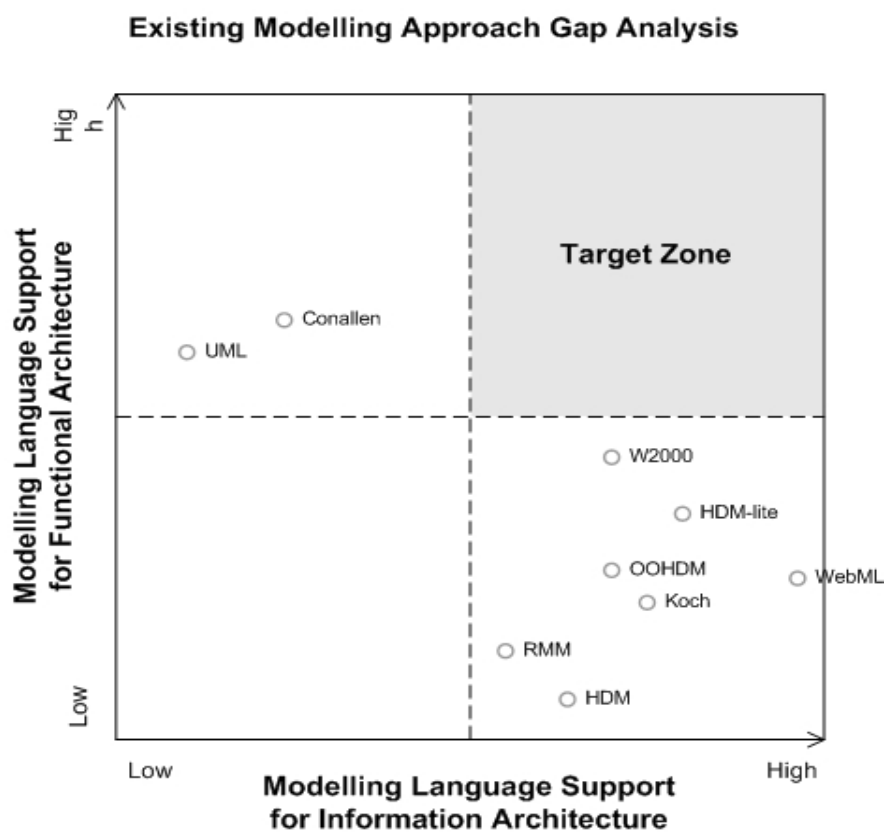 Existing Modelling Approach Gap Analysis
Hig
h
Modelling Language Support
for Functional Architecture
Low
Target Zone
Conallen
UML
W2000
HDM-lite
OOHDM
WebML
Koch
RMM
HDM
Low
High
Modelling Language Support
for Information Architecture